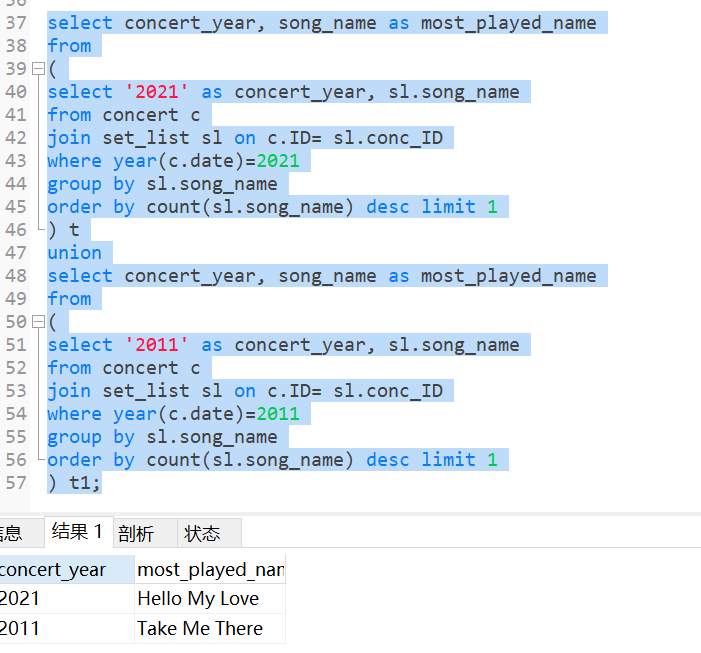 36
37 select concert_year, song_name as most_played_name
38 from
39 (
40 select '2021' as concert_year, sl.song_name
41 from concert c
42 join set_list sl on c.ID= sl.conc_ID
43 where year(c.date)=2021
44 group by sl.song_name
45 order by count(sl.song_name) desc limit 1
46 ) t
47 union
48 select concert_year, song_name as most_played_name
49 from
50 (
51 select '2011' as concert_year, sl.song_name
52 from concert c
53 join set_list sl on c.ID= sl.conc_ID
54 where year(c.date)=2011
55 group by sl.song_name
56 order by count(sl.song_name) desc limit 1
57 ) t1;
信息 结果 1 剖析 状态
concert_year most_played_nan
2021 Hello My Love
2011 Take Me There